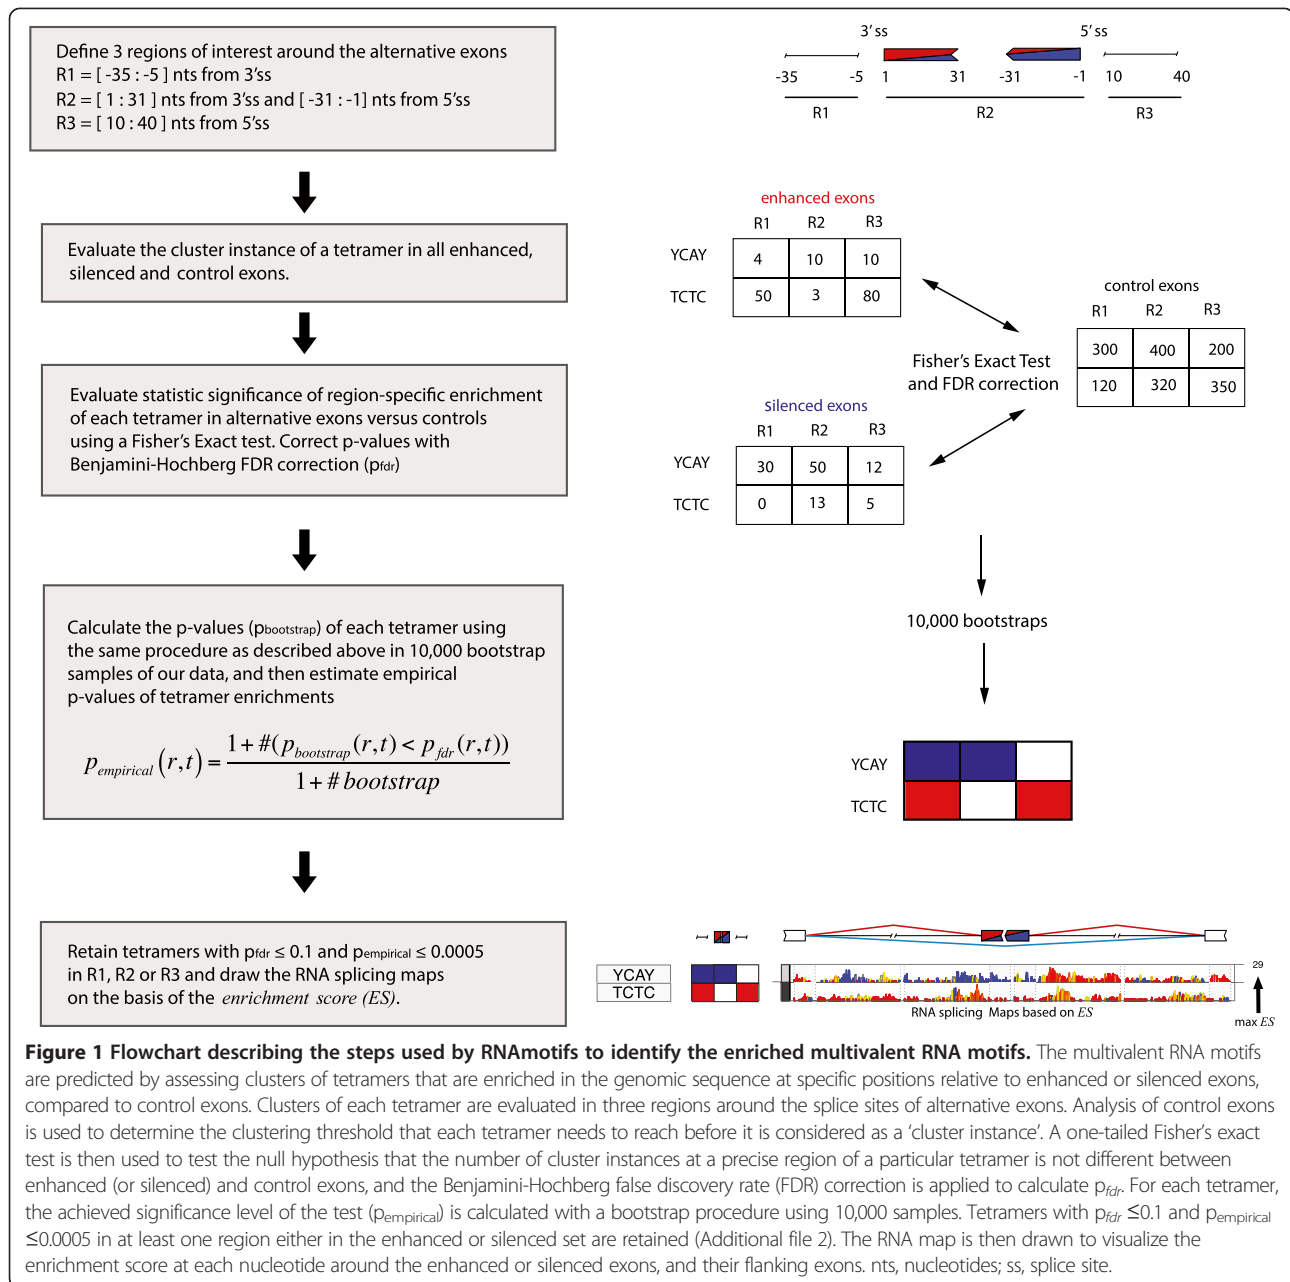 Define 3 regions of interest around the alternative exons
R1 = [ -35 : -5 ] nts from 3'ss
R2 = [ 1 : 31 ] nts from 3'ss and [ -31 : -1] nts from 5'ss
R3 = [ 10 : 40 ] nts from 5'ss
3' ss 5' ss
-35 -5 1 31 -31 -1 10 40
R1 R2 R3
Evaluate the cluster instance of a tetramer in all enhanced,
silenced and control exons.
enhanced exons
R1 R2 R3
YCAY 4 10 10
TCTC 50 3 80
control exons
R1 R2 R3
300 400 200
120 320 350
Fisher's Exact Test
and FDR correction
Evaluate statistic significance of region-specific enrichment
of each tetramer in alternative exons versus controls
using a Fisher's Exact test. Correct p-values with
Benjamini-Hochberg FDR correction (pfdr)
silenced exons
R1 R2 R3
YCAY 30 50 12
TCTC 0 13 5
Calculate the p-values (pbootstrap) of each tetramer using
the same procedure as described above in 10,000 bootstrap
samples of our data, and then estimate empirical
p-values of tetramer enrichments
p_empirical (r,t) = 1 + #(p_bootstrap (r,t) < p_fdr (r,t)) / 1 + # bootstrap
10,000 bootstraps
YCAY
TCTC
Retain tetramers with pfdr ≤ 0.1 and pempirical ≤ 0.0005
in R1, R2 or R3 and draw the RNA splicing maps
on the basis of the enrichment score (ES).
YCAY
TCTC
29
max ES
RNA splicing Maps based on ES
Figure 1 Flowchart describing the steps used by RNAmotifs to identify the enriched multivalent RNA motifs. The multivalent RNA motifs
are predicted by assessing clusters of tetramers that are enriched in the genomic sequence at specific positions relative to enhanced or silenced exons,
compared to control exons. Clusters of each tetramer are evaluated in three regions around the splice sites of alternative exons. Analysis of control exons
is used to determine the clustering threshold that each tetramer needs to reach before it is considered as a 'cluster instance'. A one-tailed Fisher's exact
test is then used to test the null hypothesis that the number of cluster instances at a precise region of a particular tetramer is not different between
enhanced (or silenced) and control exons, and the Benjamini-Hochberg false discovery rate (FDR) correction is applied to calculate pfdr. For each tetramer,
the achieved significance level of the test (pempirical) is calculated with a bootstrap procedure using 10,000 samples. Tetramers with pfdr ≤0.1 and pempirical
≤0.0005 in at least one region either in the enhanced or silenced set are retained (Additional file 2). The RNA map is then drawn to visualize the
enrichment score at each nucleotide around the enhanced or silenced exons, and their flanking exons. nts, nucleotides; ss, splice site.